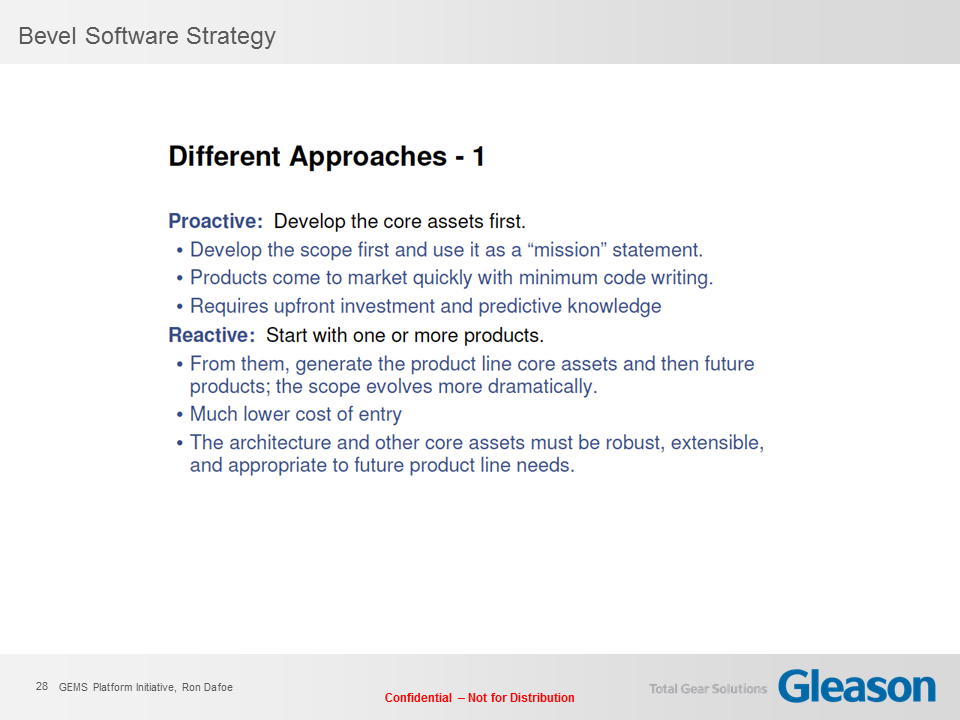 Bevel Software Strategy
Different Approaches - 1
Proactive: Develop the core assets first.
• Develop the scope first and use it as a “mission” statement.
• Products come to market quickly with minimum code writing.
• Requires upfront investment and predictive knowledge
Reactive: Start with one or more products.
• From them, generate the product line core assets and then future
products; the scope evolves more dramatically.
• Much lower cost of entry
• The architecture and other core assets must be robust, extensible,
and appropriate to future product line needs.
28 GEMS Platform Initiative, Ron Dafoe
Confidential – Not for Distribution
Total Gear Solutions Gleason